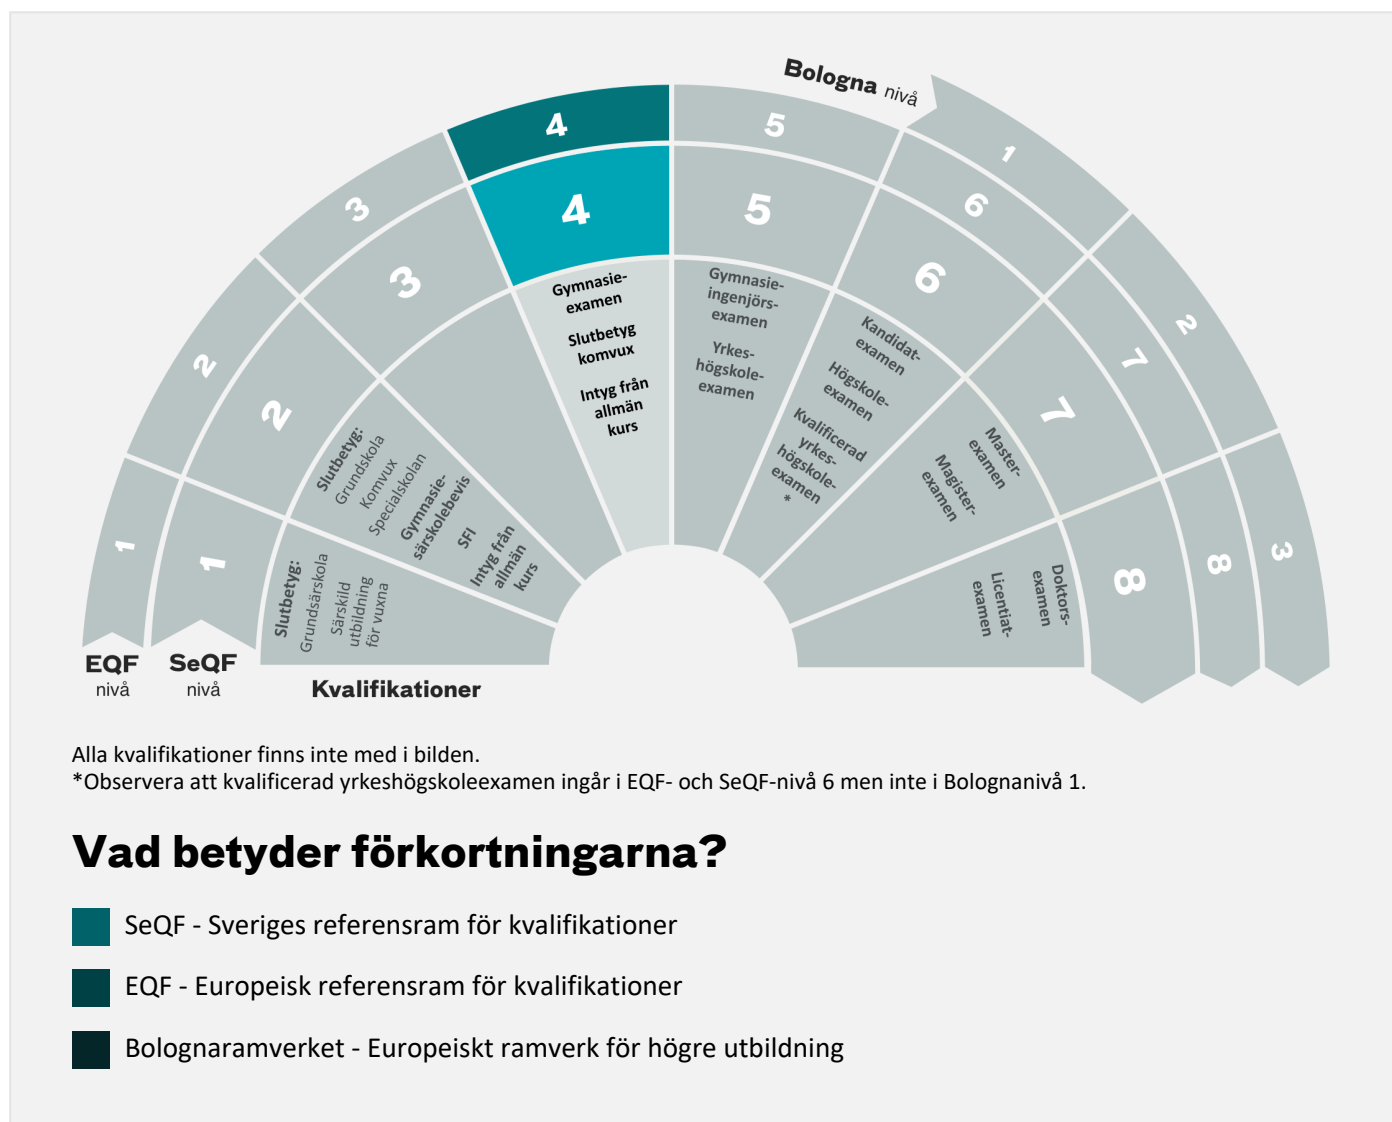 Bologna nivå
1
2
3
1
2
3
4
5
6
7
8
1
2
3
4
5
6
7
8
Slutbetyg:
Grundsärskola
Särskild
utbildning
för vuxna
Slutbetyg:
Grundskola
Komvux
Specialskolan
Gymnasie-
särskolebevis
SFI
Intyg från
allmän
kurs
Gymnasie-
examen
Slutbetyg
komvux
Intyg från
allmän
kurs
Gymnasie-
ingenjörs-
examen
Yrkes-
högskole-
examen
Kandidat-
examen
Högskole-
examen
Kvalificerad
yrkes-
högskole-
examen
*
Master-
examen
Magister-
examen
Doktors-
examen
Licentiat-
examen
EQF
nivå
SeQF
nivå
Kvalifikationer
Alla kvalifikationer finns inte med i bilden.
*Observera att kvalificerad yrkeshögskoleexamen ingår i EQF- och SeQF-nivå 6 men inte i Bolognanivå 1.
Vad betyder förkortningarna?
SeQF - Sveriges referensram för kvalifikationer
EQF - Europeisk referensram för kvalifikationer
Bolognaramverket - Europeiskt ramverk för högre utbildning